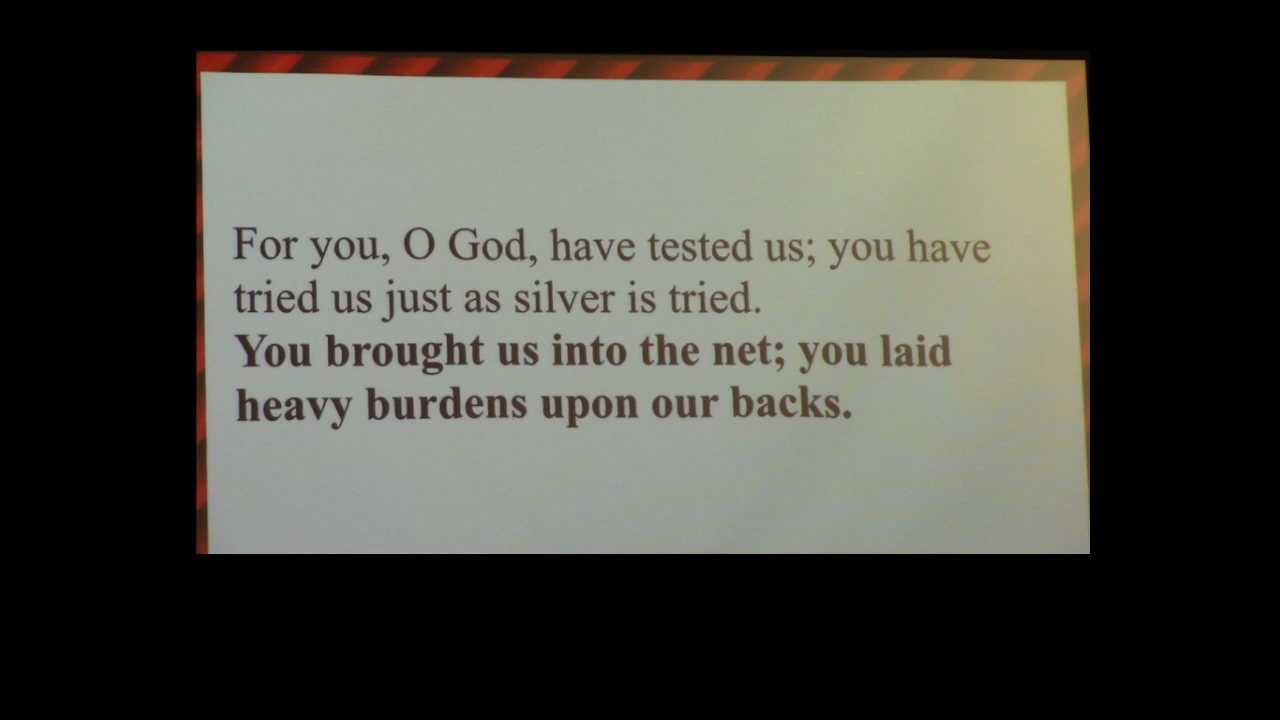 For you, O God, have tested us; you have
tried us just as silver is tried.
You brought us into the net; you laid
heavy burdens upon our backs.